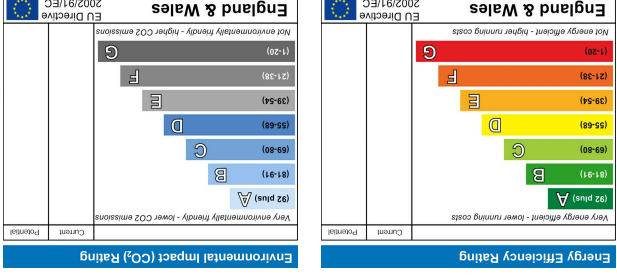 Energy Efficiency Rating
Current
Potential
Very energy efficient - lower running costs
(92 plus) A
(81-91) B
(69-80) C
(55-68) D
(39-54) E
(21-38) F
(1-20) G
Not energy efficient - higher running costs
England & Wales
EU Directive
2002/91/EC
Environmental Impact (CO₂) Rating
Current
Potential
Very environmentally friendly - lower CO2 emissions
(92 plus) A
(81-91) B
(69-80) C
(55-68) D
(39-54) E
(21-38) F
(1-20) G
Not environmentally friendly - higher CO2 emissions
England & Wales
EU Directive
2002/91/EC